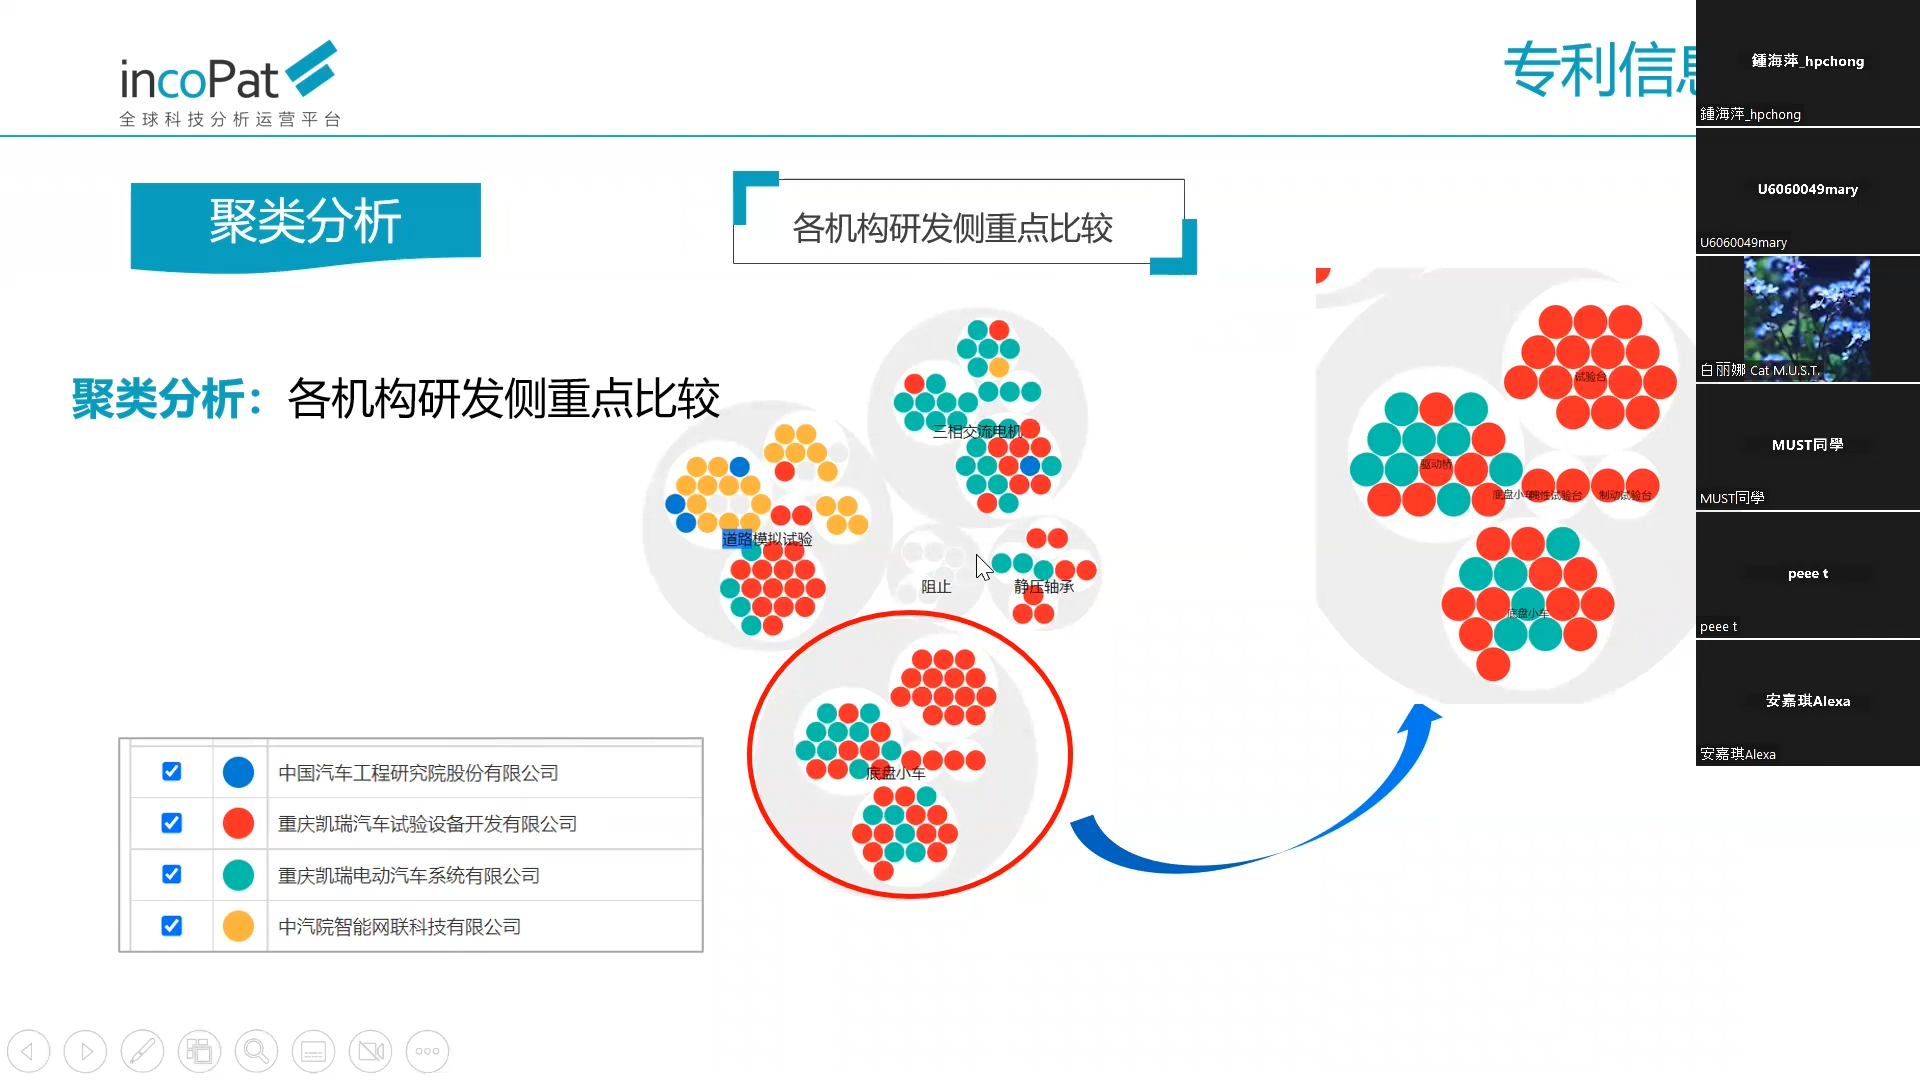 incoPat
全球科技分析运营平台
专利信息
聚类分析
各机构研发侧重点比较
聚类分析：各机构研发侧重点比较
三相交流电机
道路模拟试验
阻止
静压轴承
底盘小车
试验台
驱动桥
底盘小车
惯性试验台
制动试验台
底盘小车
中国汽车工程研究院股份有限公司
重庆凯瑞汽车试验设备开发有限公司
重庆凯瑞电动汽车系统有限公司
中汽院智能网联科技有限公司
鍾海萍_hpchong
鍾海萍_hpchong
U6060049mary
U6060049mary
白丽娜 Cat M.U.S.T.
MUST同學
MUST同學
peee t
peee t
安嘉琪Alexa
安嘉琪Alexa